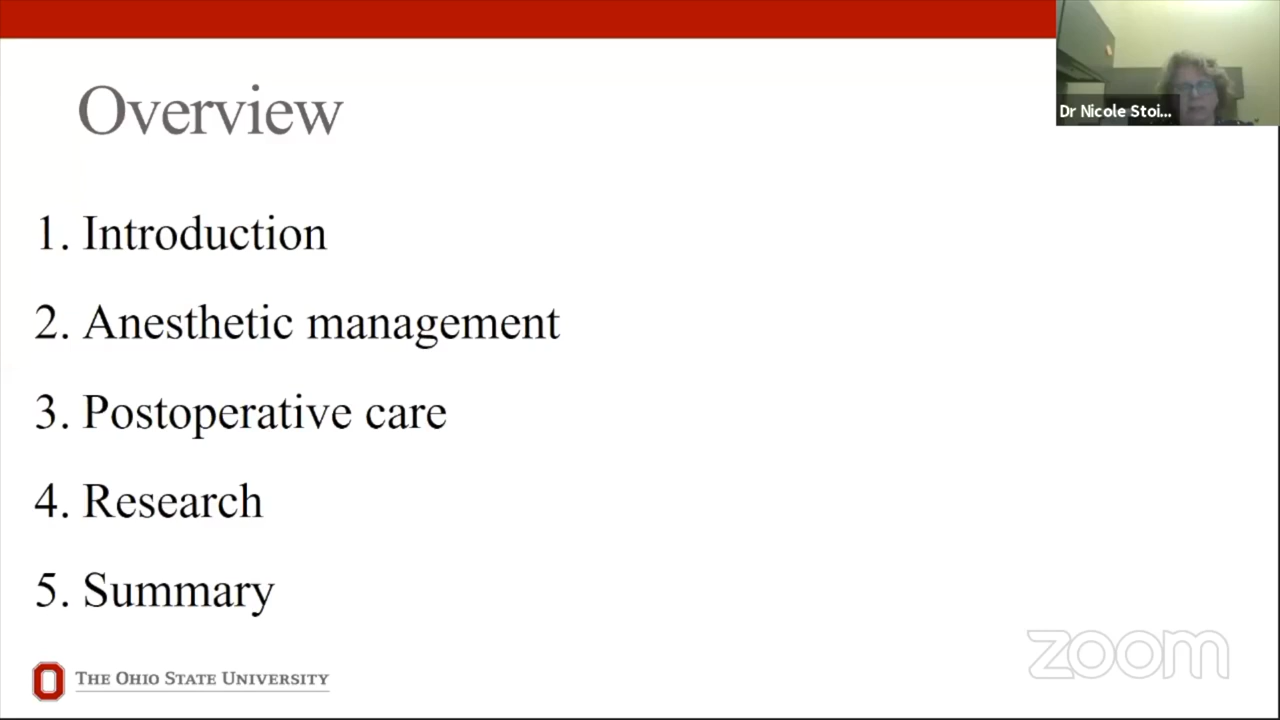 Overview
Dr Nicole Stoi...
1. Introduction
2. Anesthetic management
3. Postoperative care
4. Research
5. Summary
THE OHIO STATE UNIVERSITY
zoom